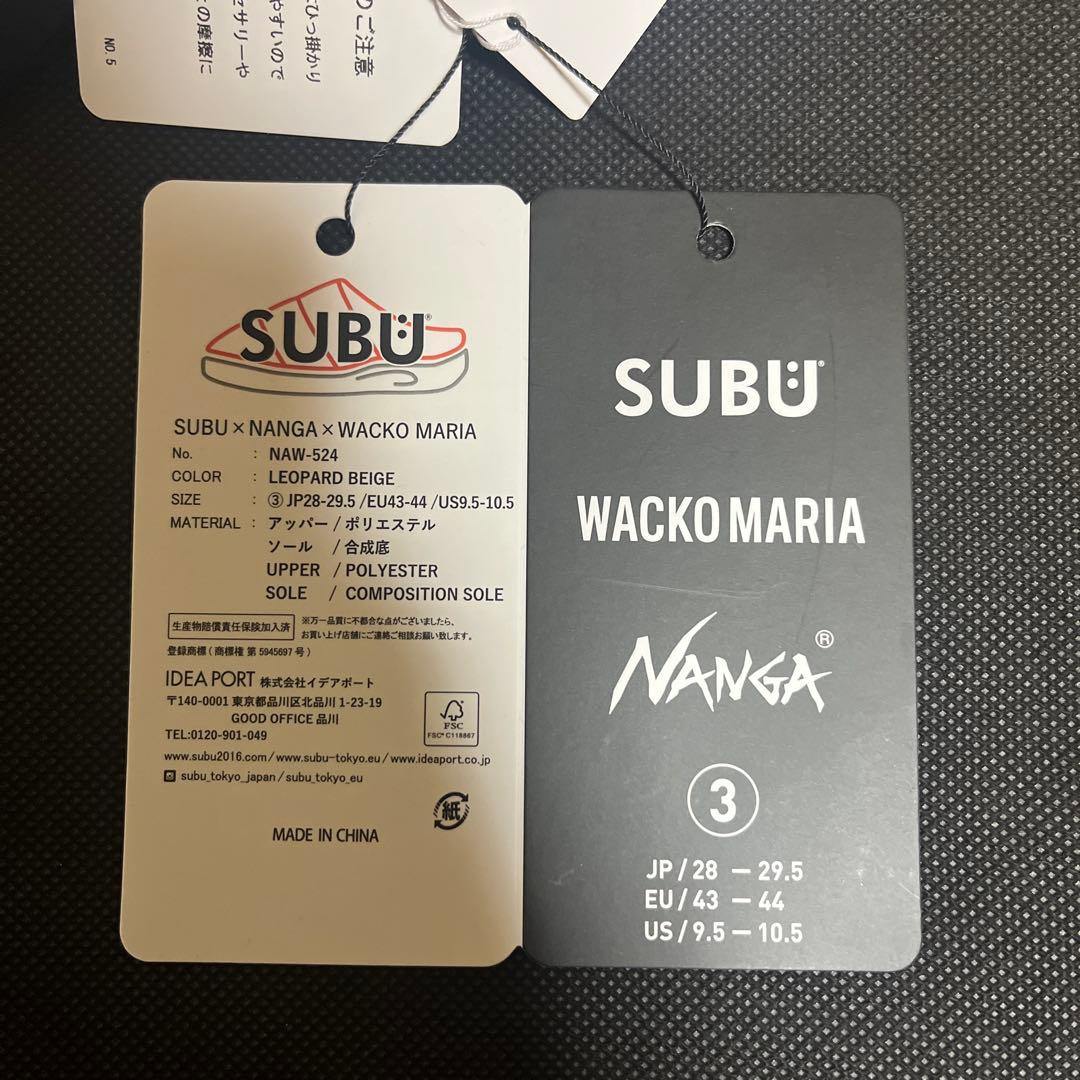 のご注意
ひっ掛かり
やすいので
セサリーや
の摩擦に
NO. 5
SUBU®
SUBU×NANGA×WACKO MARIA
No. : NAW-524
COLOR : LEOPARD BEIGE
SIZE : ③ JP28-29.5 /EU43-44 /US9.5-10.5
MATERIAL : アッパー / ポリエステル
ソール / 合成底
UPPER / POLYESTER
SOLE / COMPOSITION SOLE
生産物賠償責任保険加入済
※万一品質に不都合な点がございましたら、
お買い上げ店舗にご連絡ご相談お願い致します。
登録商標 ( 商標権 第 5945697 号 )
IDEA PORT 株式会社イデアポート
〒140-0001 東京都品川区北品川 1-23-19
GOOD OFFICE 品川
TEL:0120-901-049
FSC
FSC® C118867
www.subu2016.com / www.subu-tokyo.eu / www.ideaport.co.jp
subu_tokyo_japan / subu_tokyo_eu
紙
MADE IN CHINA
SUBU®
WACKO MARIA
NANGA®
③
JP / 28 — 29.5
EU / 43 — 44
US / 9.5 — 10.5